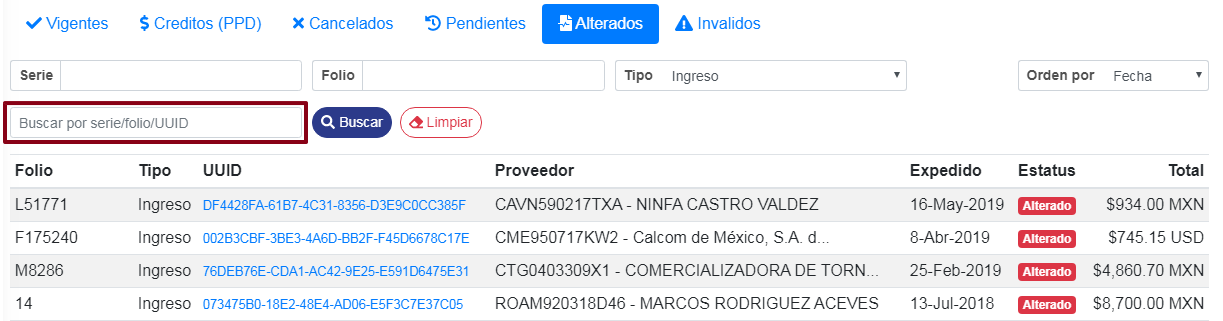 Vigentes Creditos (PPD) Cancelados Pendientes Alterados Invalidos
Serie Folio Tipo Ingreso Orden por Fecha
Buscar por serie/folio/UUID Buscar Limpiar
Folio Tipo UUID Proveedor Expedido Estatus Total
L51771 Ingreso DF4428FA-61B7-4C31-8356-D3E9C0CC385F CAVN590217TXA - NINFA CASTRO VALDEZ 16-May-2019 Alterado $934.00 MXN
F175240 Ingreso 002B3CBF-3BE3-4A6D-BB2F-F45D6678C17E CME950717KW2 - Calcom de México, S.A. d... 8-Abr-2019 Alterado $745.15 USD
M8286 Ingreso 76DEB76E-CDA1-AC42-9E25-E591D6475E31 CTG0403309X1 - COMERCIALIZADORA DE TORN... 25-Feb-2019 Alterado $4,860.70 MXN
14 Ingreso 073475B0-18E2-48E4-AD06-E5F3C7E37C05 ROAM920318D46 - MARCOS RODRIGUEZ ACEVES 13-Jul-2018 Alterado $8,700.00 MXN